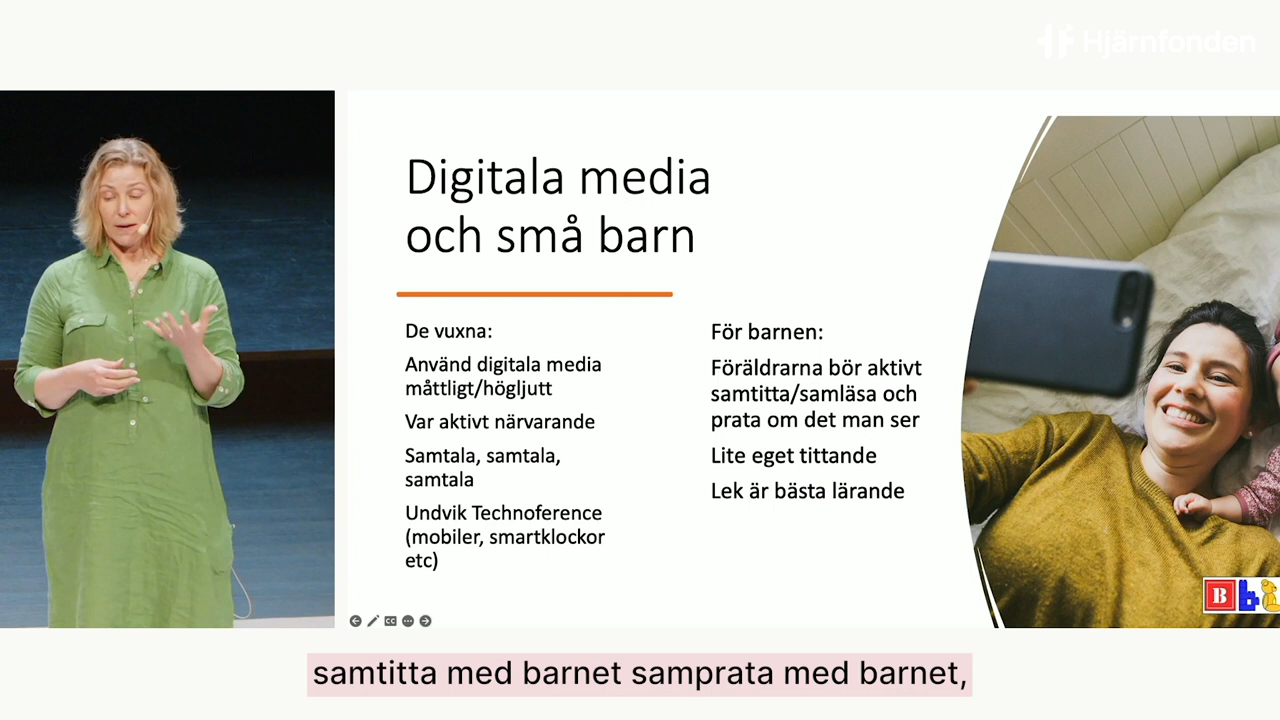 Hjärnfonden
Digitala media
och små barn
De vuxna:
Använd digitala media
måttligt/högljutt
Var aktivt närvarande
Samtala, samtala,
samtala
Undvik Technoference
(mobiler, smartklockor
etc)
För barnen:
Föräldrarna bör aktivt
samtitta/samläsa och
prata om det man ser
Lite eget tittande
Lek är bästa lärande
B
CC
samtitta med barnet samprata med barnet,